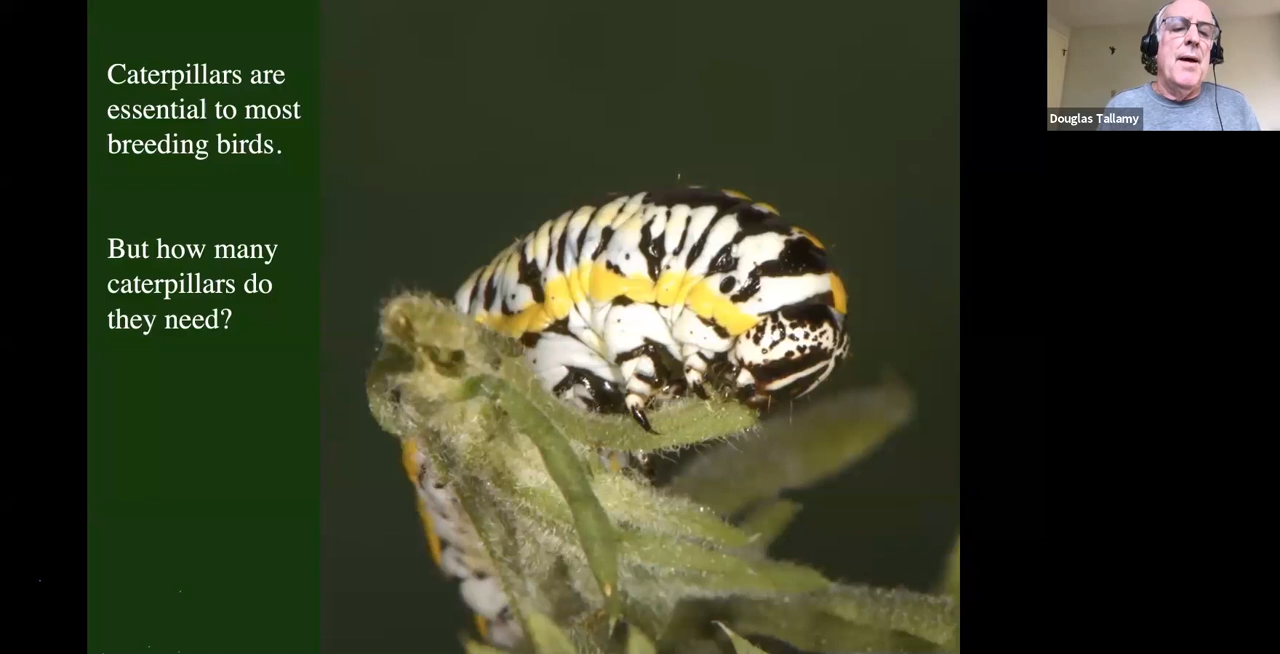 Caterpillars are
essential to most
breeding birds.
But how many
caterpillars do
they need?
Douglas Tallamy